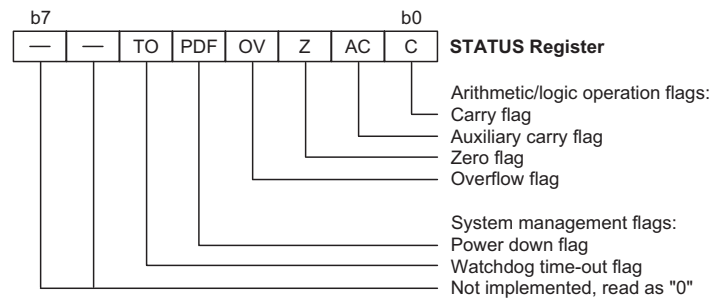 b7 b0
— — TO PDF OV Z AC C STATUS Register
Arithmetic/logic operation flags:
Carry flag
Auxiliary carry flag
Zero flag
Overflow flag
System management flags:
Power down flag
Watchdog time-out flag
Not implemented, read as "0"